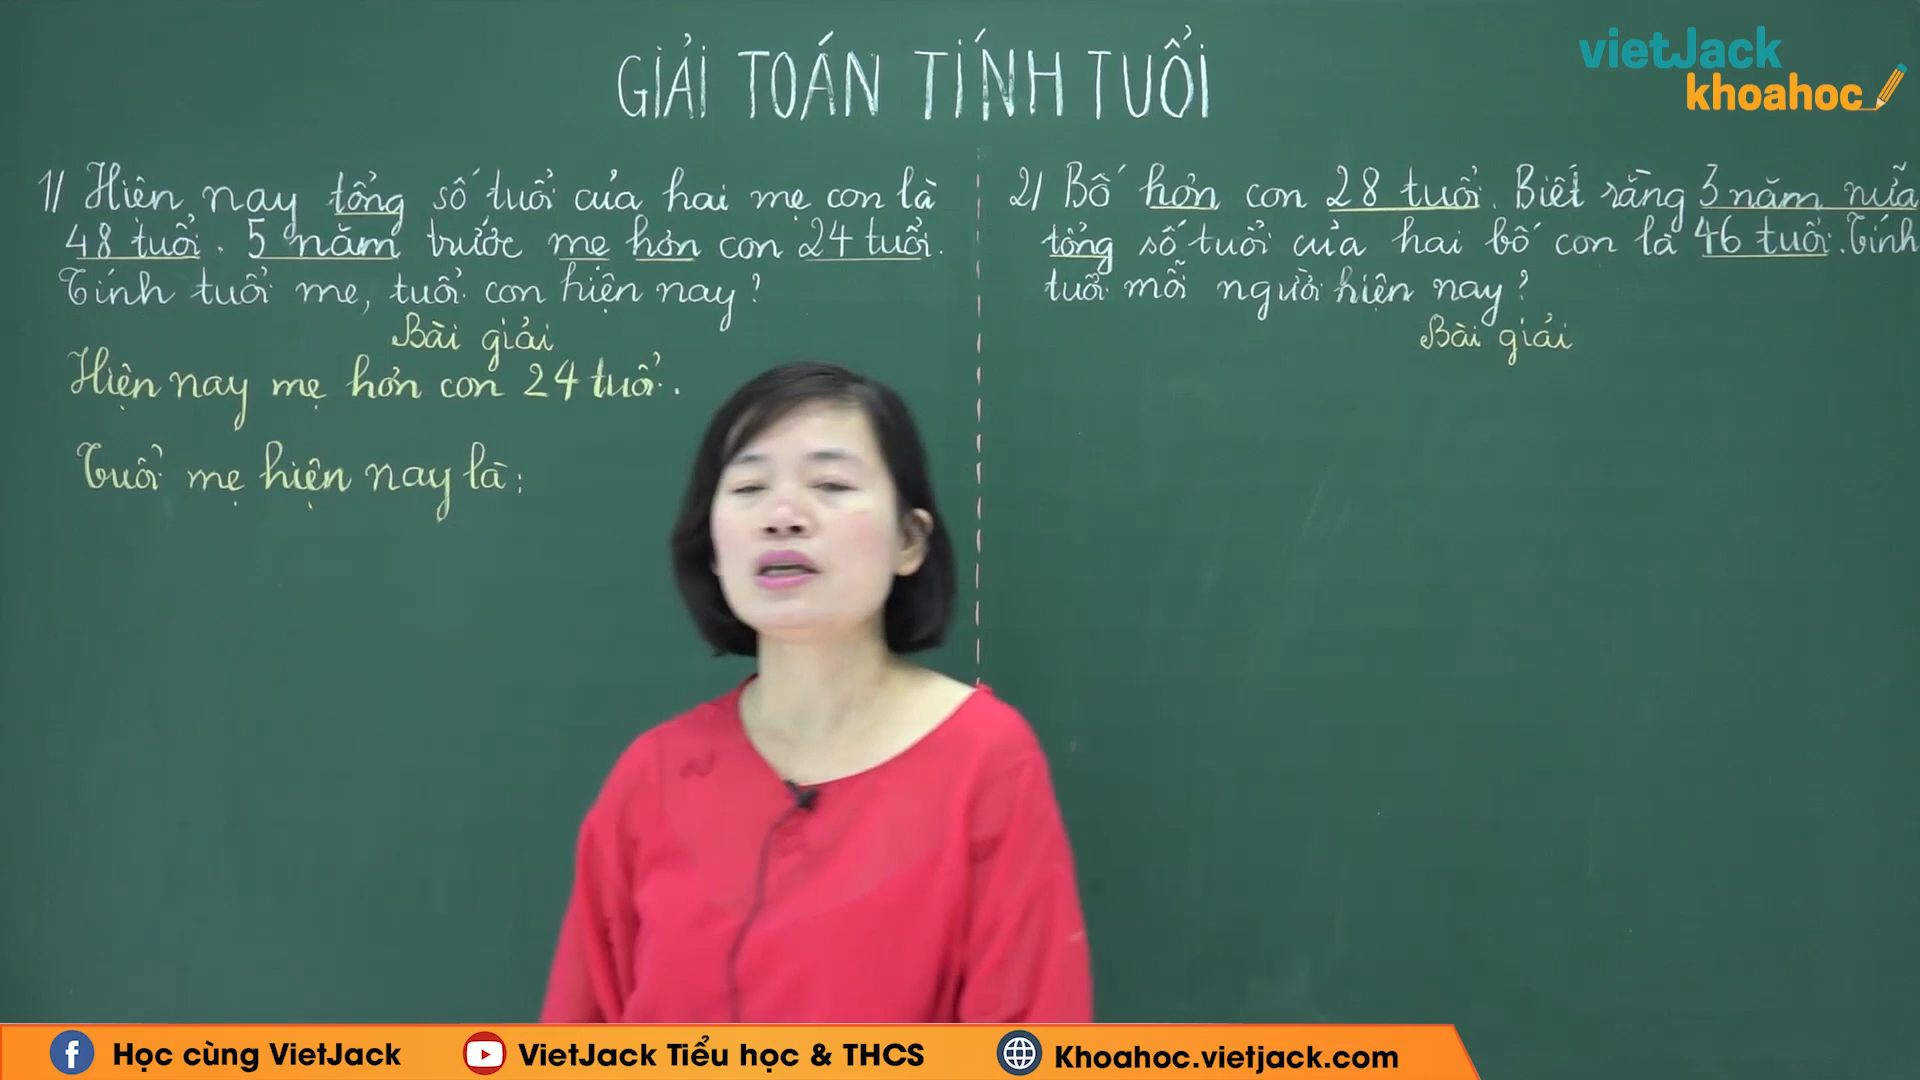 GIẢI TOÁN TÍNH TUỔI
vietJack
khoahoc
1/ Hiện nay tổng số tuổi của hai mẹ con là
48 tuổi. 5 năm trước mẹ hơn con 24 tuổi.
Tính tuổi mẹ, tuổi con hiện nay?
Bài giải
Hiện nay mẹ hơn con 24 tuổi.
Tuổi mẹ hiện nay là:
2/ Bố hơn con 28 tuổi. Biết rằng 3 năm nữa
tổng số tuổi của hai bố con là 46 tuổi. Tính
tuổi mỗi người hiện nay?
Bài giải
Học cùng VietJack
VietJack Tiểu học & THCS
Khoahoc.vietjack.com